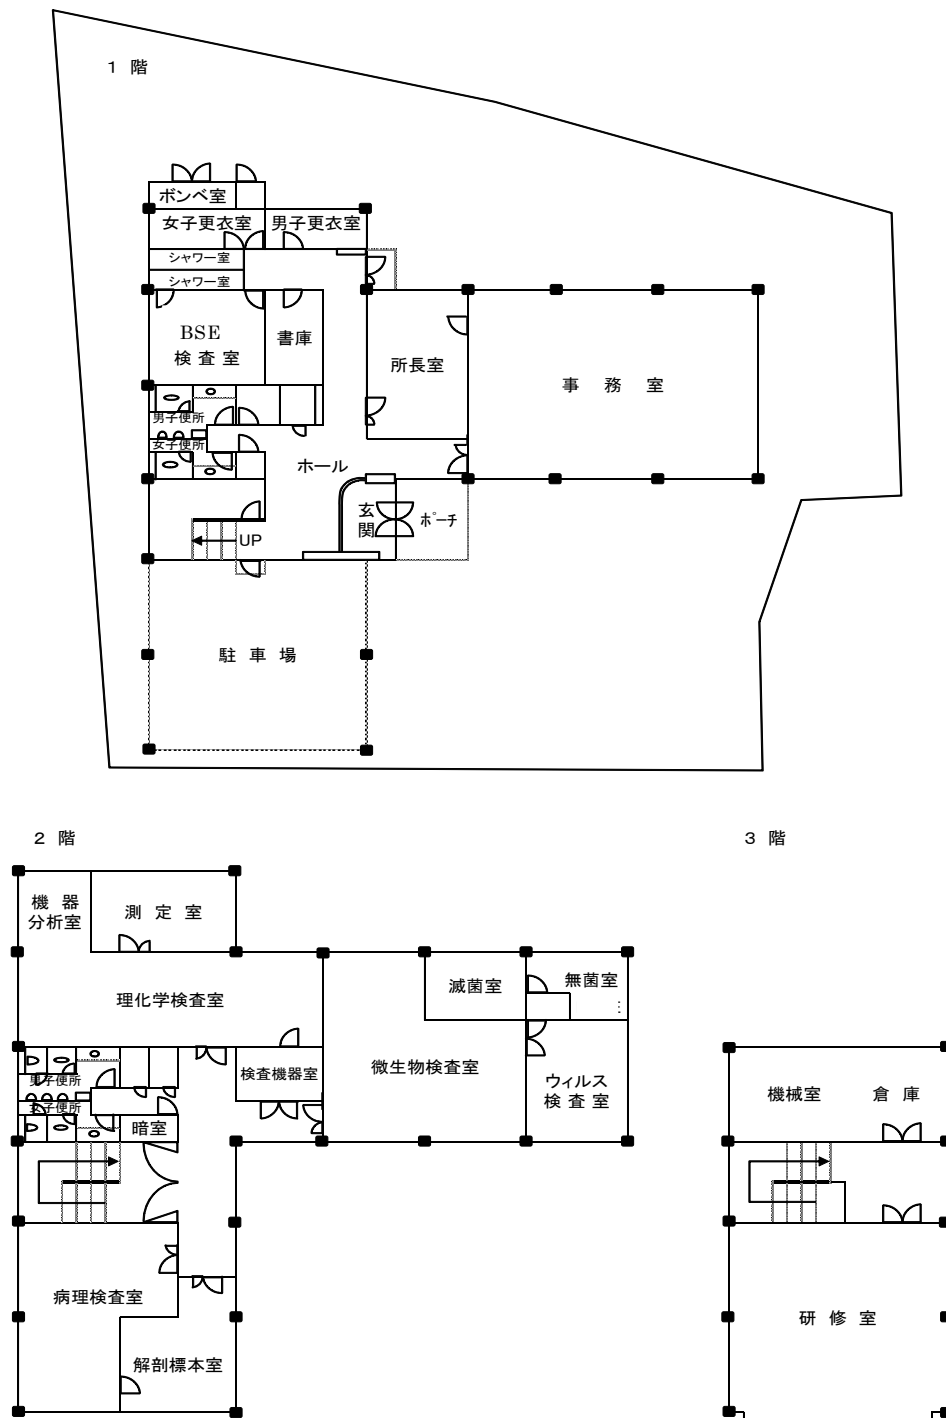 １ 階
ボンベ室
女子更衣室
男子更衣室
シャワー室
シャワー室
BSE
検 査 室
書庫
所長室
事 務 室
男子便所
女子便所
ホール
玄
関
ポーチ
UP
駐 車 場
２ 階
３ 階
機 器
分析室
測 定 室
理化学検査室
滅菌室
無菌室
検査機器室
微生物検査室
ウィルス
検 査 室
男子便所
女子便所
暗室
機械室
倉 庫
病理検査室
解剖標本室
研 修 室